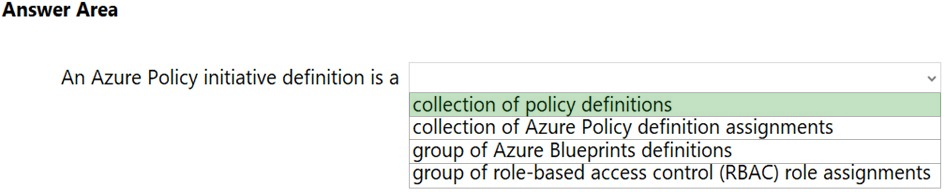 Answer Area
An Azure Policy initiative definition is a
collection of policy definitions
collection of Azure Policy definition assignments
group of Azure Blueprints definitions
group of role-based access control (RBAC) role assignments